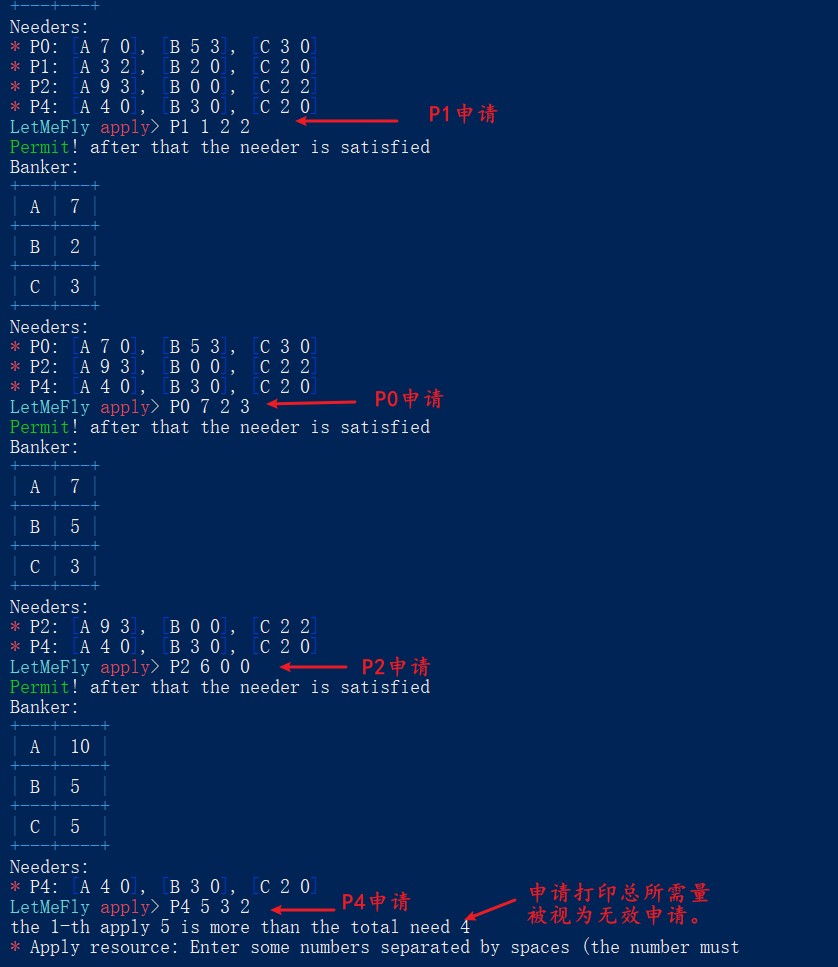 +---+---+
Needers:
* P0: [A 7 0], [B 5 3], [C 3 0]
* P1: [A 3 2], [B 2 0], [C 2 0]
* P2: [A 9 3], [B 0 0], [C 2 2]
* P4: [A 4 0], [B 3 0], [C 2 0]
LetMeFly apply> P1 1 2 2 P1申请
Permit! after that the needer is satisfied
Banker:
+---+---+
| A | 7 |
+---+---+
| B | 2 |
+---+---+
| C | 3 |
+---+---+
Needers:
* P0: [A 7 0], [B 5 3], [C 3 0]
* P2: [A 9 3], [B 0 0], [C 2 2]
* P4: [A 4 0], [B 3 0], [C 2 0]
LetMeFly apply> P0 7 2 3 P0申请
Permit! after that the needer is satisfied
Banker:
+---+---+
| A | 7 |
+---+---+
| B | 5 |
+---+---+
| C | 3 |
+---+---+
Needers:
* P2: [A 9 3], [B 0 0], [C 2 2]
* P4: [A 4 0], [B 3 0], [C 2 0]
LetMeFly apply> P2 6 0 0 P2申请
Permit! after that the needer is satisfied
Banker:
+---+----+
| A | 10 |
+---+----+
| B | 5  |
+---+----+
| C | 5  |
+---+----+
Needers:
* P4: [A 4 0], [B 3 0], [C 2 0]
LetMeFly apply> P4 5 3 2 P4申请
申请打印总所需量
被视为无效申请。
the 1-th apply 5 is more than the total need 4
* Apply resource: Enter some numbers separated by spaces (the number must